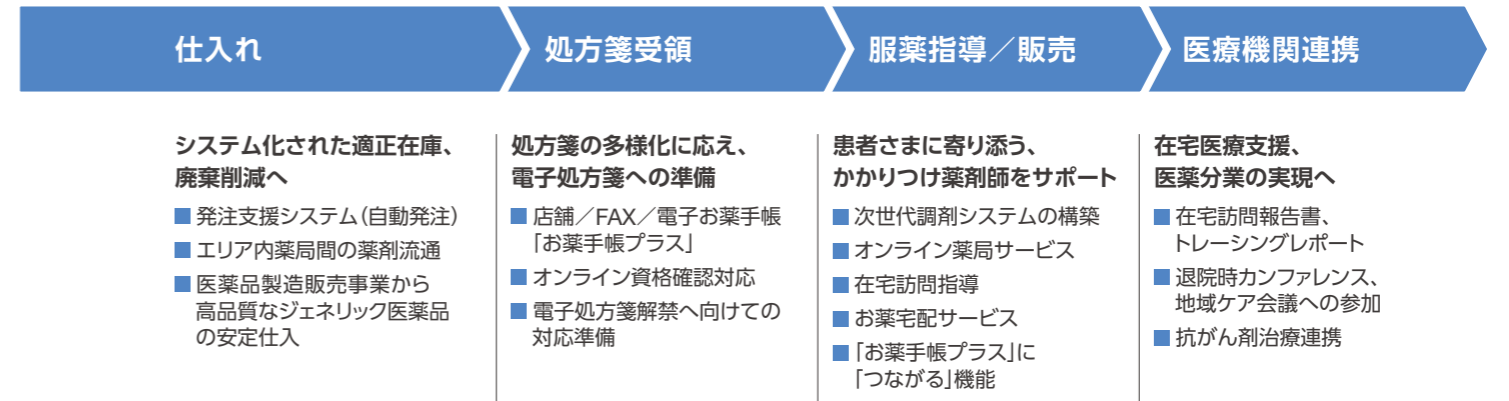 仕入れ
処方箋受領
服薬指導／販売
医療機関連携
システム化された適正在庫、
廃棄削減へ
■発注支援システム（自動発注）
■エリア内薬局間の薬剤流通
■医薬品製造販売事業から
高品質なジェネリック医薬品
の安定仕入
処方箋の多様化に応え、
電子処方箋への準備
■店舗／FAX／電子お薬手帳
「お薬手帳プラス」
■オンライン資格確認対応
■電子処方箋解禁へ向けての
対応準備
患者さまに寄り添う、
かかりつけ薬剤師をサポート
■次世代調剤システムの構築
■オンライン薬局サービス
■在宅訪問指導
■お薬宅配サービス
■「お薬手帳プラス」に
「つながる」機能
在宅医療支援、
医薬分業の実現へ
■在宅訪問報告書、
トレーシングレポート
■退院時カンファレンス、
地域ケア会議への参加
■抗がん剤治療連携